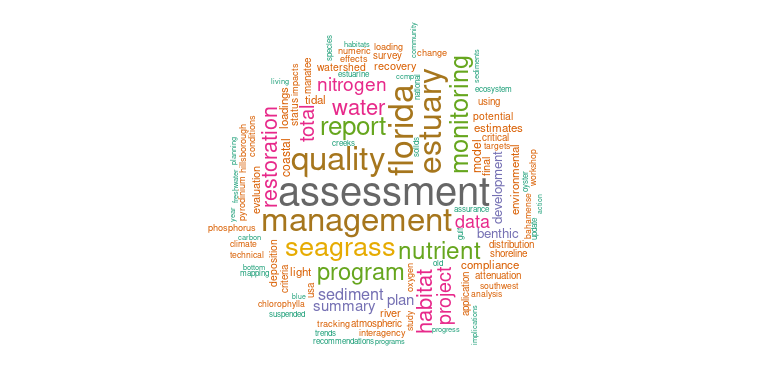 community
species
habitats
numeric
loading
effects
survey
change
living
watershed
recovery
sediments
estuarine
ccmp
national
impacts
manatee
nitrogen
ecosystem
status
tidal
using
loadings
total
water
florida
estuary
monitoring
potential
report
estimates
conditions
restoration
critical
hillsborough
creeks
solids
targets
planning
coastal
quality
model
final
workshop
freshwater
pyrodinium
evaluation
assessment
development
environmental
oyster
action
year
management
assurance
data
bahamense
update
phosphorus
gulf
benthic
carbon
climate
seagrass
nutrient
distribution
technical
shoreline
bottom
mapping
deposition
criteria
light
program
oxygen
old
compliance
attenuation
usa
habitat
project
application
southwest
blue
sediment
plan
analysis
chlorophylla
summary
suspended
river
tracking
atmospheric
study
progress
implications
trends
interagency
recommendations
programs